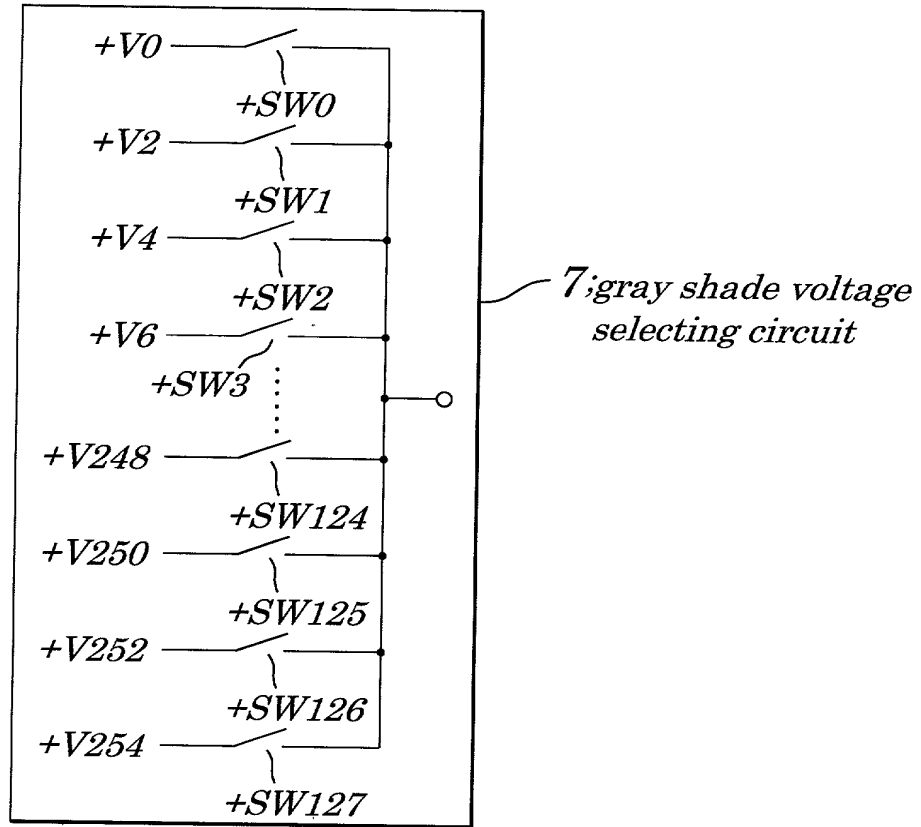 +V0
+SW0
+V2
+SW1
+V4
+SW2
+V6
+SW3
7;gray shade voltage
selecting circuit
+V248
+SW124
+V250
+SW125
+V252
+SW126
+V254
+SW127